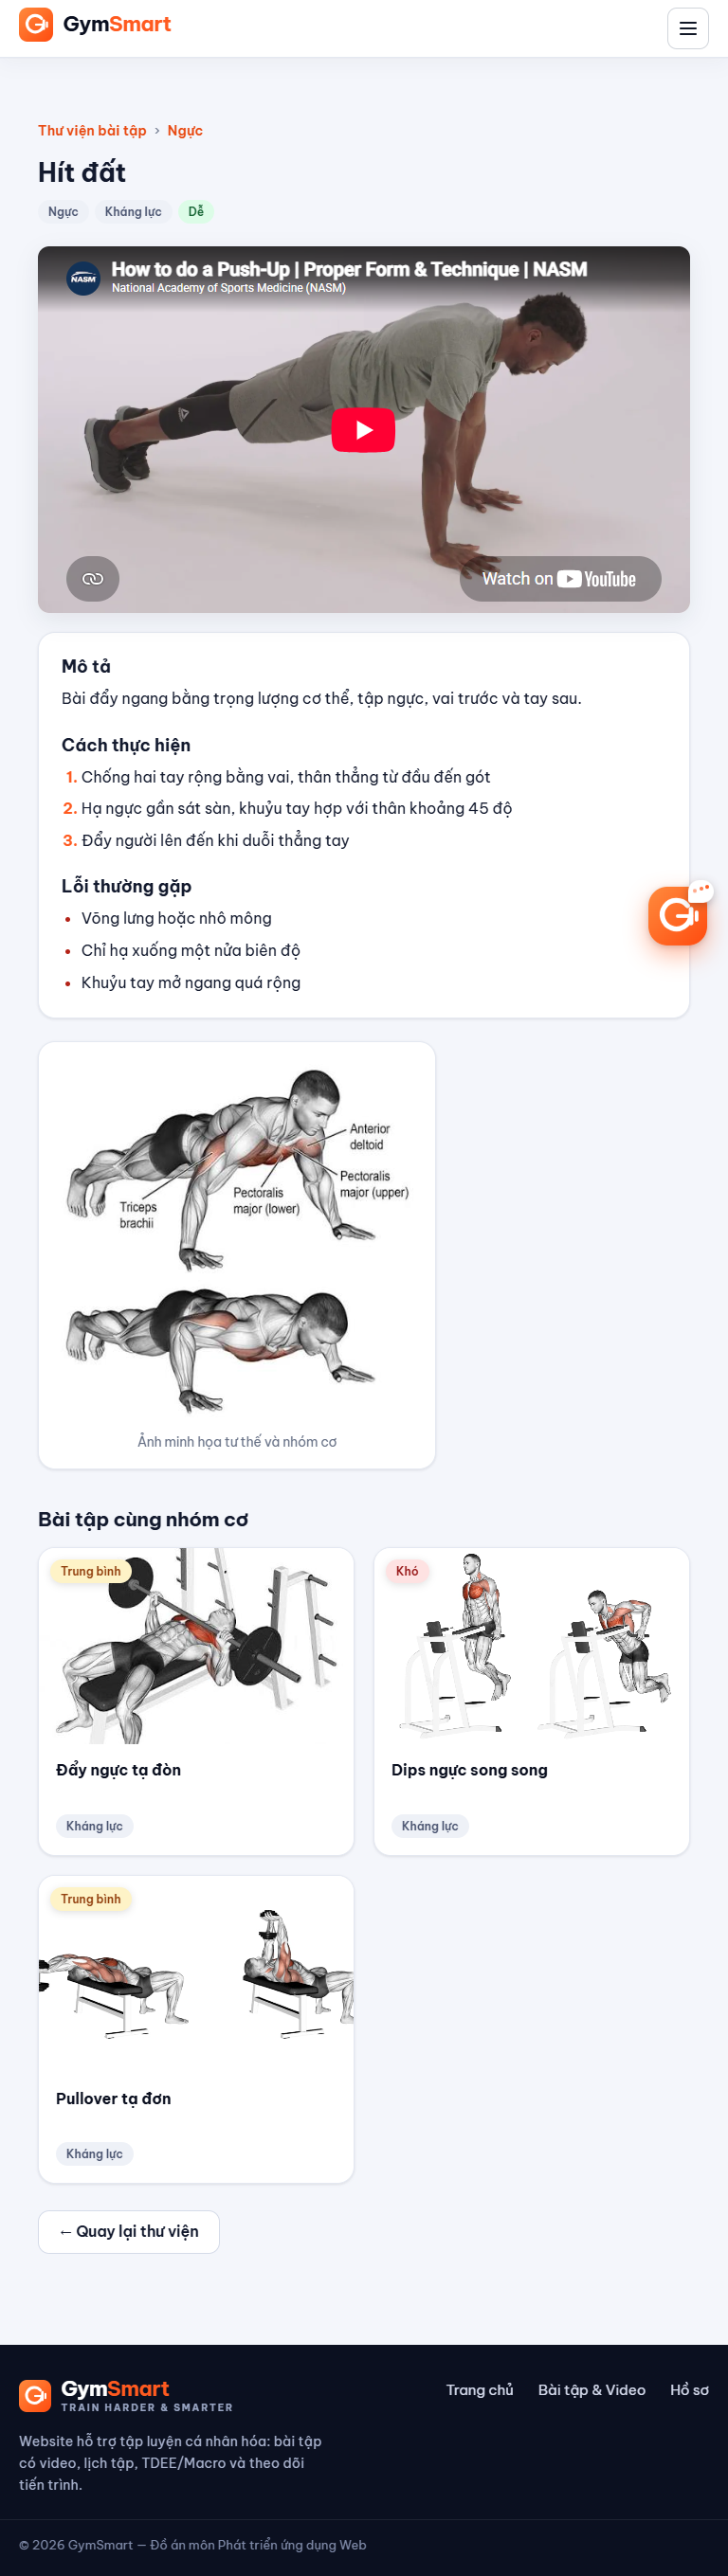 GymSmart
Thư viện bài tập › Ngực
Hít đất
Ngực Kháng lực Dễ
NASM
How to do a Push-Up | Proper Form & Technique | NASM
National Academy of Sports Medicine (NASM)
Watch on YouTube
Mô tả
Bài đẩy ngang bằng trọng lượng cơ thể, tập ngực, vai trước và tay sau.
Cách thực hiện
1. Chống hai tay rộng bằng vai, thân thẳng từ đầu đến gót
2. Hạ ngực gần sát sàn, khuỷu tay hợp với thân khoảng 45 độ
3. Đẩy người lên đến khi duỗi thẳng tay
Lỗi thường gặp
• Võng lưng hoặc nhô mông
• Chỉ hạ xuống một nửa biên độ
• Khuỷu tay mở ngang quá rộng
Anterior
deltoid
Pectoralis
major (upper)
Pectoralis
major (lower)
Triceps
brachii
Ảnh minh họa tư thế và nhóm cơ
Bài tập cùng nhóm cơ
Trung bình
Đẩy ngực tạ đòn
Kháng lực
Khó
Dips ngực song song
Kháng lực
Trung bình
Pullover tạ đơn
Kháng lực
← Quay lại thư viện
GymSmart
TRAIN HARDER & SMARTER
Website hỗ trợ tập luyện cá nhân hóa: bài tập
có video, lịch tập, TDEE/Macro và theo dõi
tiến trình.
Trang chủ Bài tập & Video Hồ sơ
© 2026 GymSmart — Đồ án môn Phát triển ứng dụng Web